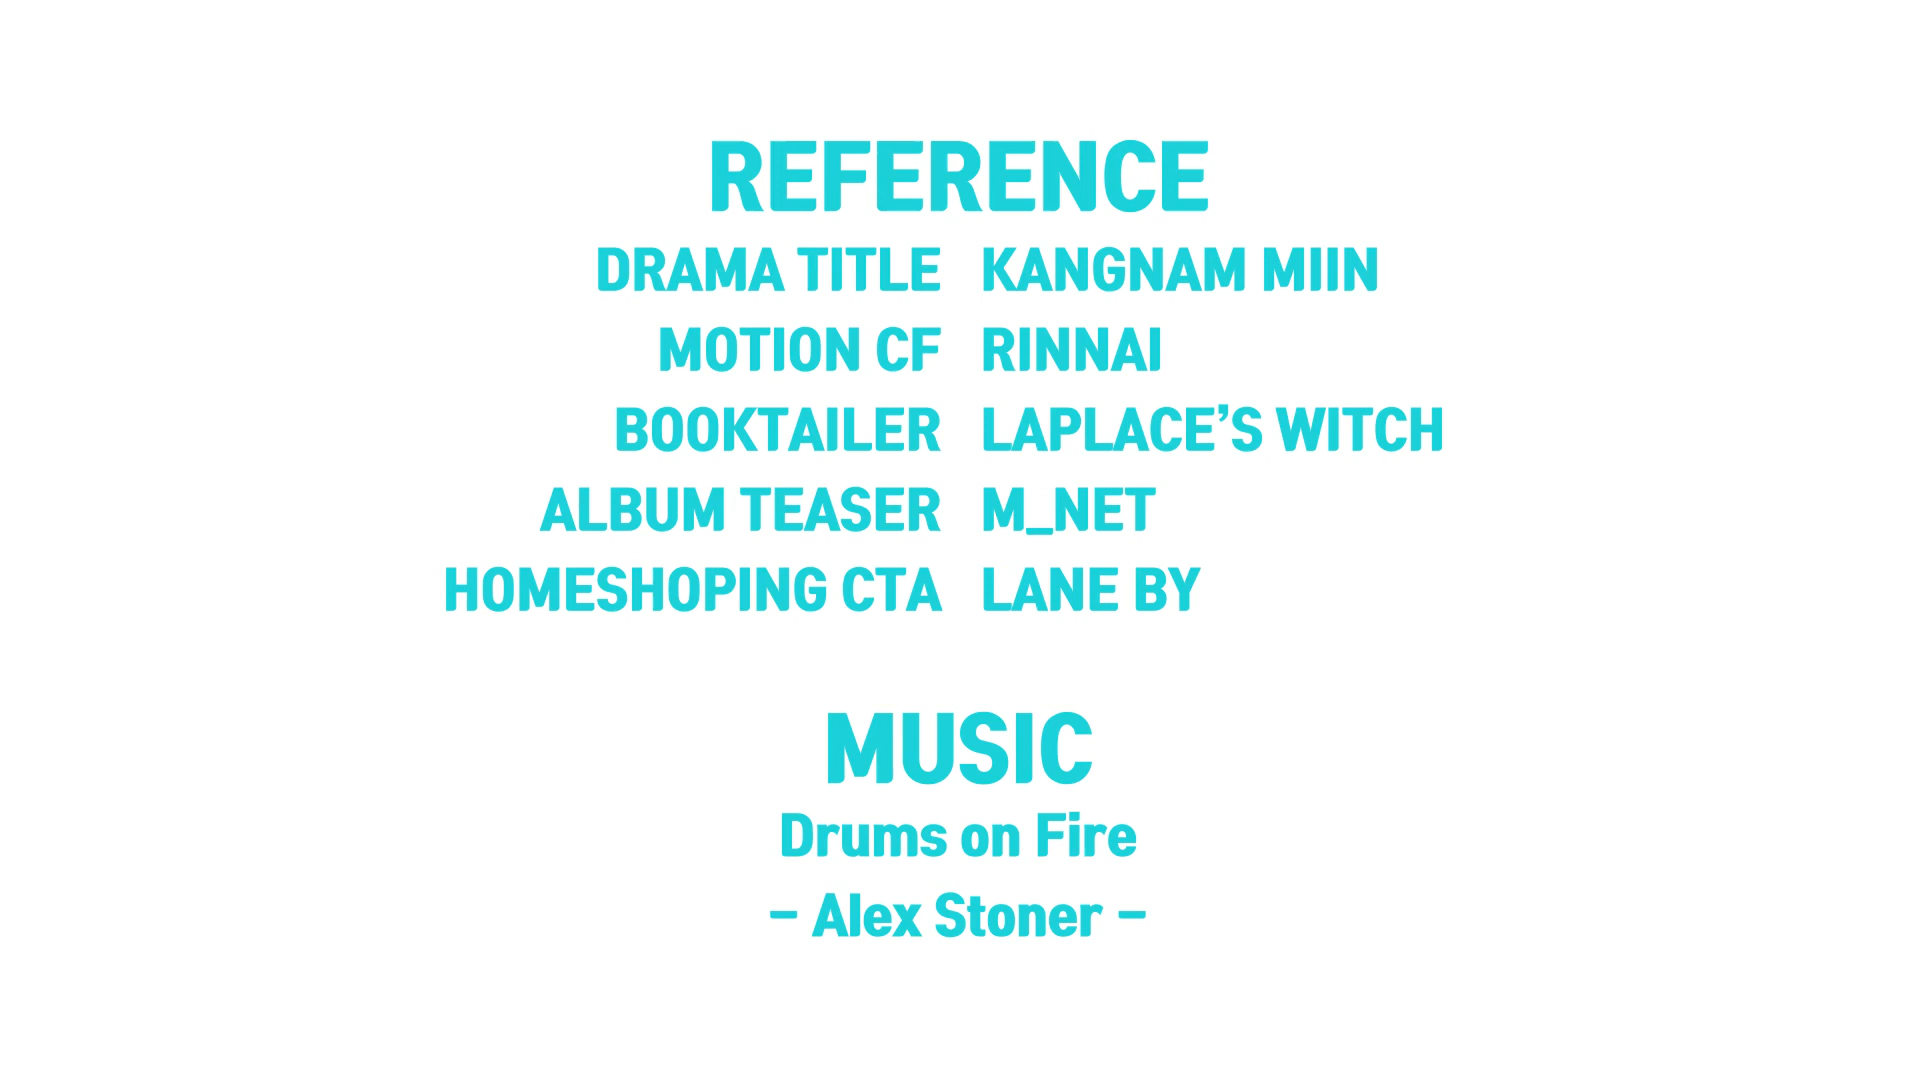 REFERENCE
DRAMA TITLE KANGNAM MIIN
MOTION CF RINNAI
BOOKTAILER LAPLACE’S WITCH
ALBUM TEASER M_NET
HOMESHOPING CTA LANE BY
MUSIC
Drums on Fire
– Alex Stoner –